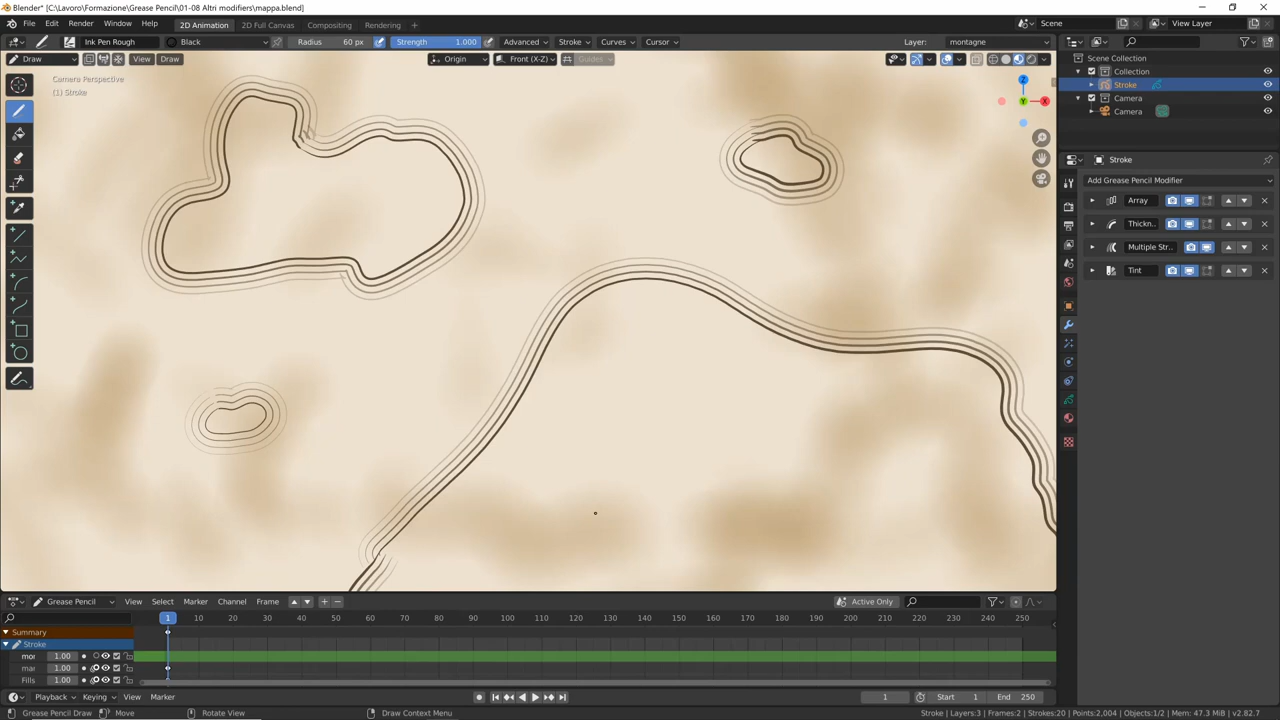 Blender* [C:\Lavoro\Formazione\Grease Pencil\01-08 Altri modifiers\mappa.blend]
File Edit Render Window Help 2D Animation 2D Full Canvas Compositing Rendering Scene View Layer
Ink Pen Rough Black Radius 60 px Strength 1.000 Advanced Stroke Curves Cursor Layer: montagne
Draw View Draw Origin Front (X-Z) Guides
Camera Perspective
(1) Stroke
Z
Y
X
Scene Collection
Collection
Stroke
Camera
Camera
Stroke
Add Grease Pencil Modifier
Array
Thickn..
Multiple Str..
Tint
Grease Pencil View Select Marker Channel Frame Active Only
1 10 20 30 40 50 60 70 80 90 100 110 120 130 140 150 160 170 180 190 200 210 220 230 240 250
Summary
Stroke
mor 1.00
mar 1.00
Fills 1.00
Playback Keying View Marker 1 Start 1 End 250
Grease Pencil Draw Move Rotate View Draw Context Menu Stroke | Layers:3 | Frames:2 | Strokes:20 | Points:2,004 | Objects:1/2 | Mem: 47.3 MiB | v2.82.7